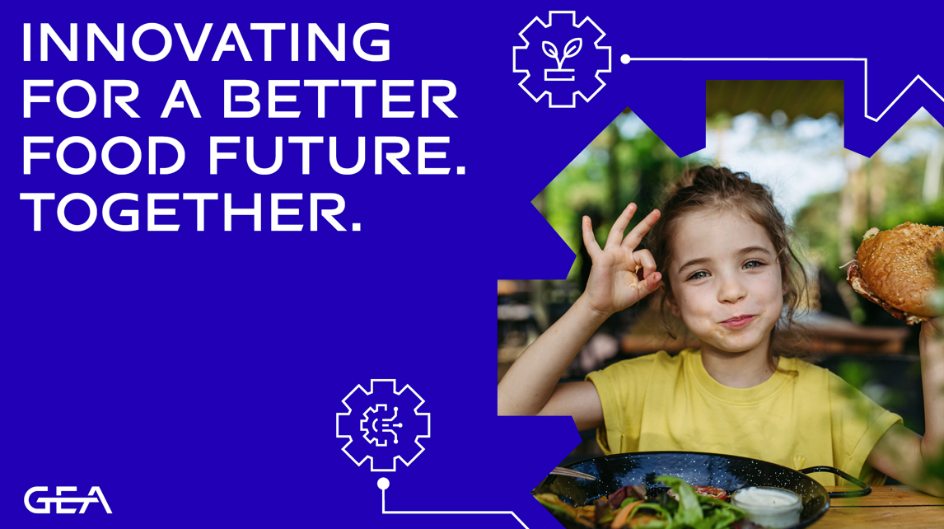 INNOVATING
FOR A BETTER
FOOD FUTURE.
TOGETHER.
GEA